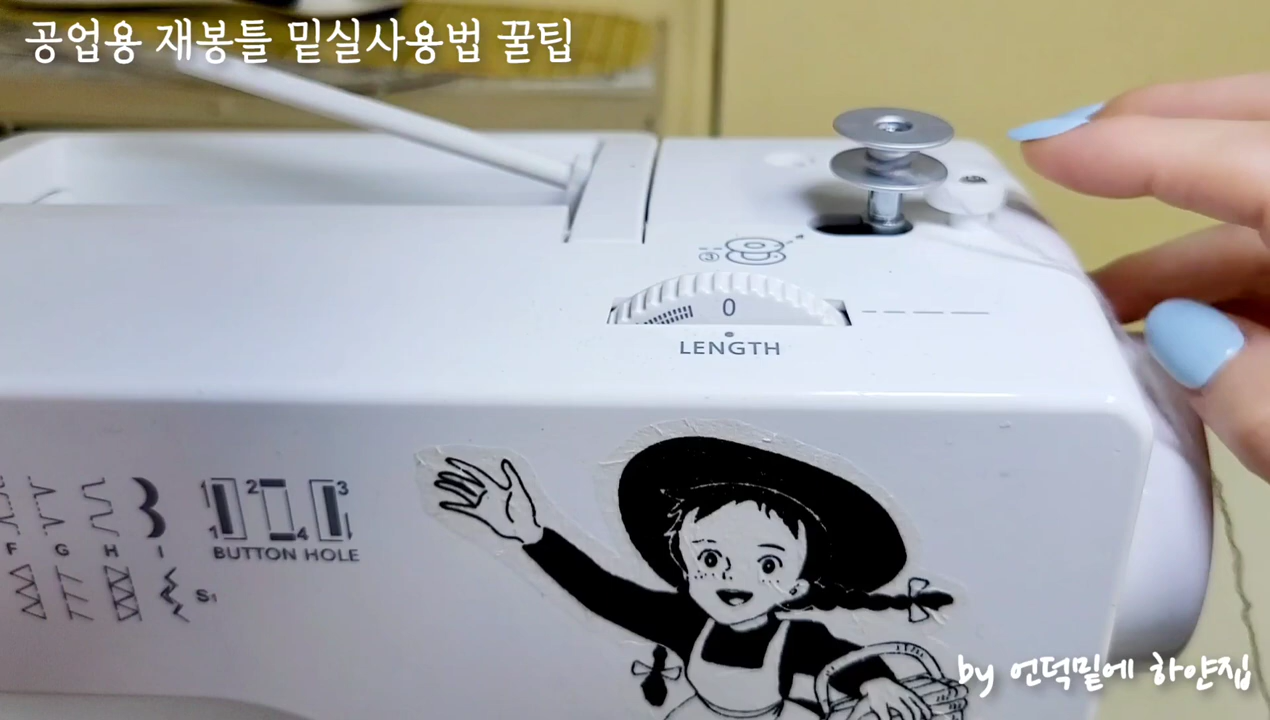 공업용 재봉틀 밑실사용법 꿀팁
0
LENGTH
1 2 3
1 4
BUTTON HOLE
F G H I
S1
by 언덕밑에 하얀집